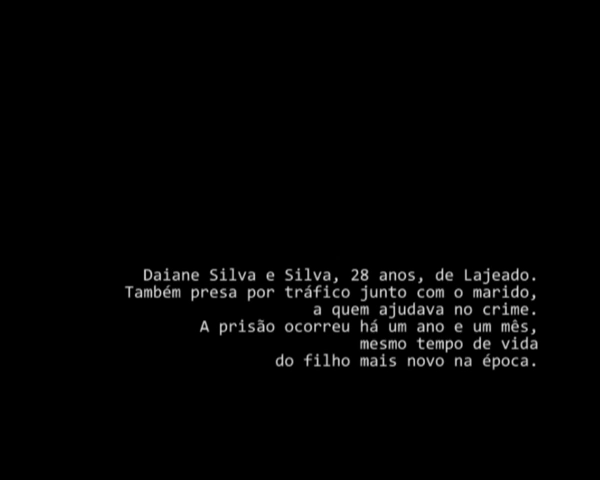 Daiane Silva e Silva, 28 anos, de Lajeado.
Também presa por tráfico junto com o marido,
a quem ajudava no crime.
A prisão ocorreu há um ano e um mês,
mesmo tempo de vida
do filho mais novo na época.